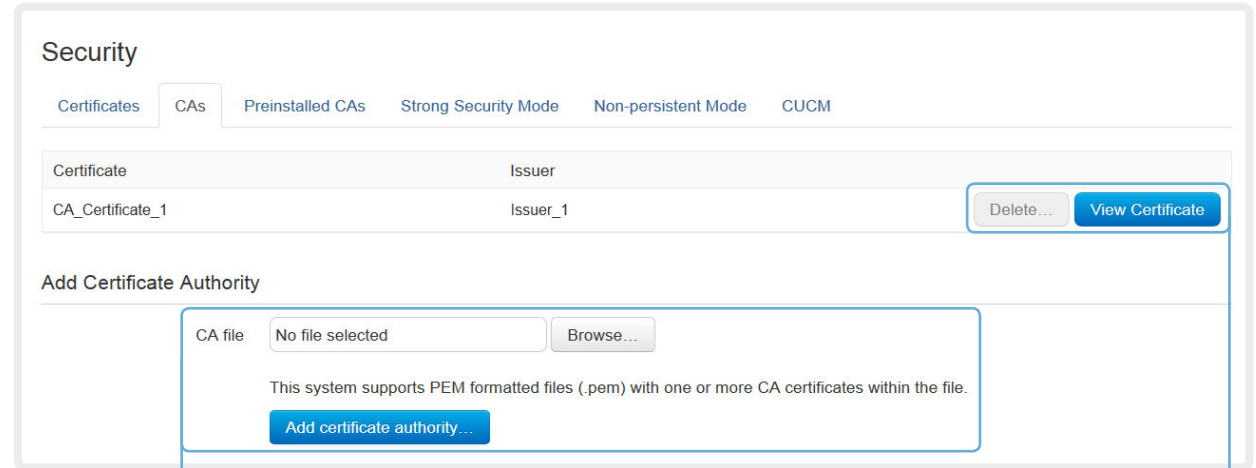 Security
Certificates CAs Preinstalled CAs Strong Security Mode Non-persistent Mode CUCM
Certificate Issuer
CA_Certificate_1 Issuer_1 Delete... View Certificate
Add Certificate Authority
CA file No file selected Browse...
This system supports PEM formatted files (.pem) with one or more CA certificates within the file.
Add certificate authority...